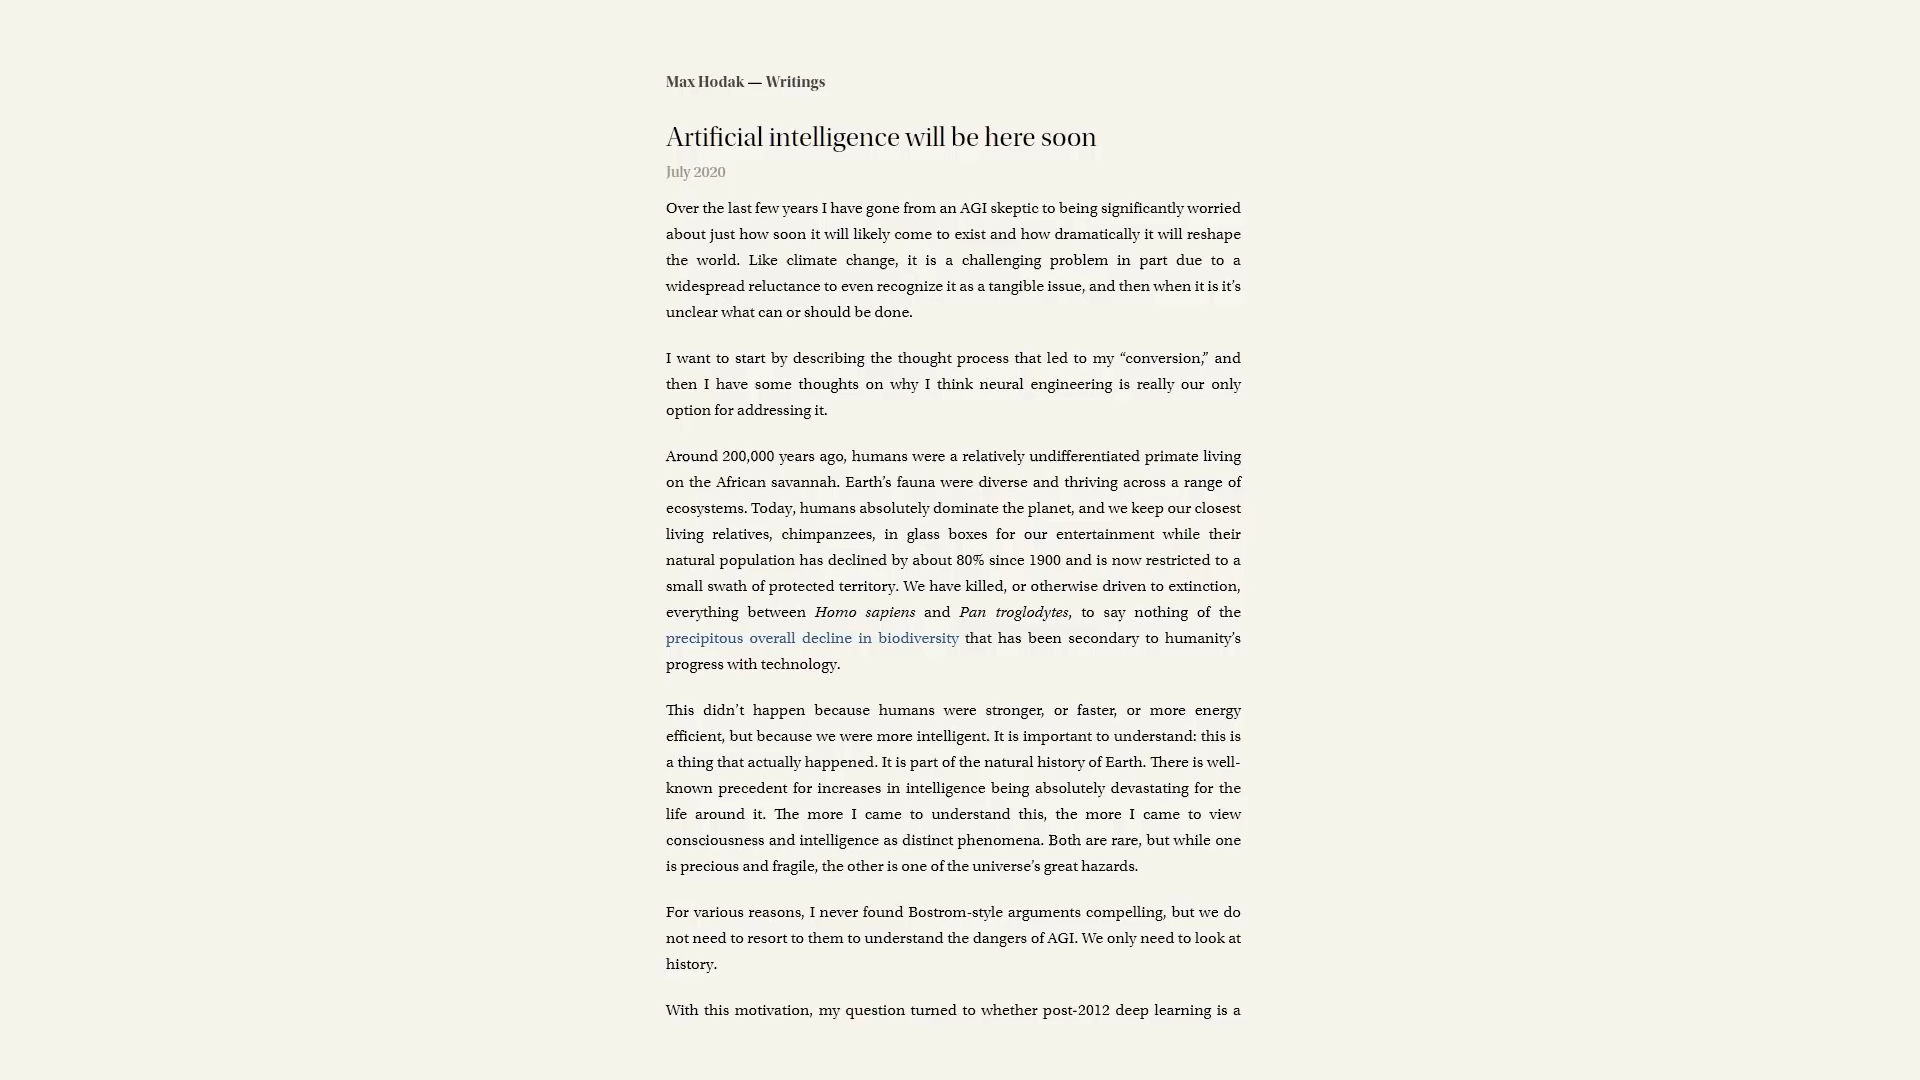 Max Hodak — Writings
Artificial intelligence will be here soon
July 2020
Over the last few years I have gone from an AGI skeptic to being significantly worried
about just how soon it will likely come to exist and how dramatically it will reshape
the world. Like climate change, it is a challenging problem in part due to a
widespread reluctance to even recognize it as a tangible issue, and then when it is it’s
unclear what can or should be done.
I want to start by describing the thought process that led to my “conversion,” and
then I have some thoughts on why I think neural engineering is really our only
option for addressing it.
Around 200,000 years ago, humans were a relatively undifferentiated primate living
on the African savannah. Earth’s fauna were diverse and thriving across a range of
ecosystems. Today, humans absolutely dominate the planet, and we keep our closest
living relatives, chimpanzees, in glass boxes for our entertainment while their
natural population has declined by about 80% since 1900 and is now restricted to a
small swath of protected territory. We have killed, or otherwise driven to extinction,
everything between Homo sapiens and Pan troglodytes, to say nothing of the
precipitous overall decline in biodiversity that has been secondary to humanity’s
progress with technology.
This didn’t happen because humans were stronger, or faster, or more energy
efficient, but because we were more intelligent. It is important to understand: this is
a thing that actually happened. It is part of the natural history of Earth. There is well-
known precedent for increases in intelligence being absolutely devastating for the
life around it. The more I came to understand this, the more I came to view
consciousness and intelligence as distinct phenomena. Both are rare, but while one
is precious and fragile, the other is one of the universe’s great hazards.
For various reasons, I never found Bostrom-style arguments compelling, but we do
not need to resort to them to understand the dangers of AGI. We only need to look at
history.
With this motivation, my question turned to whether post-2012 deep learning is a